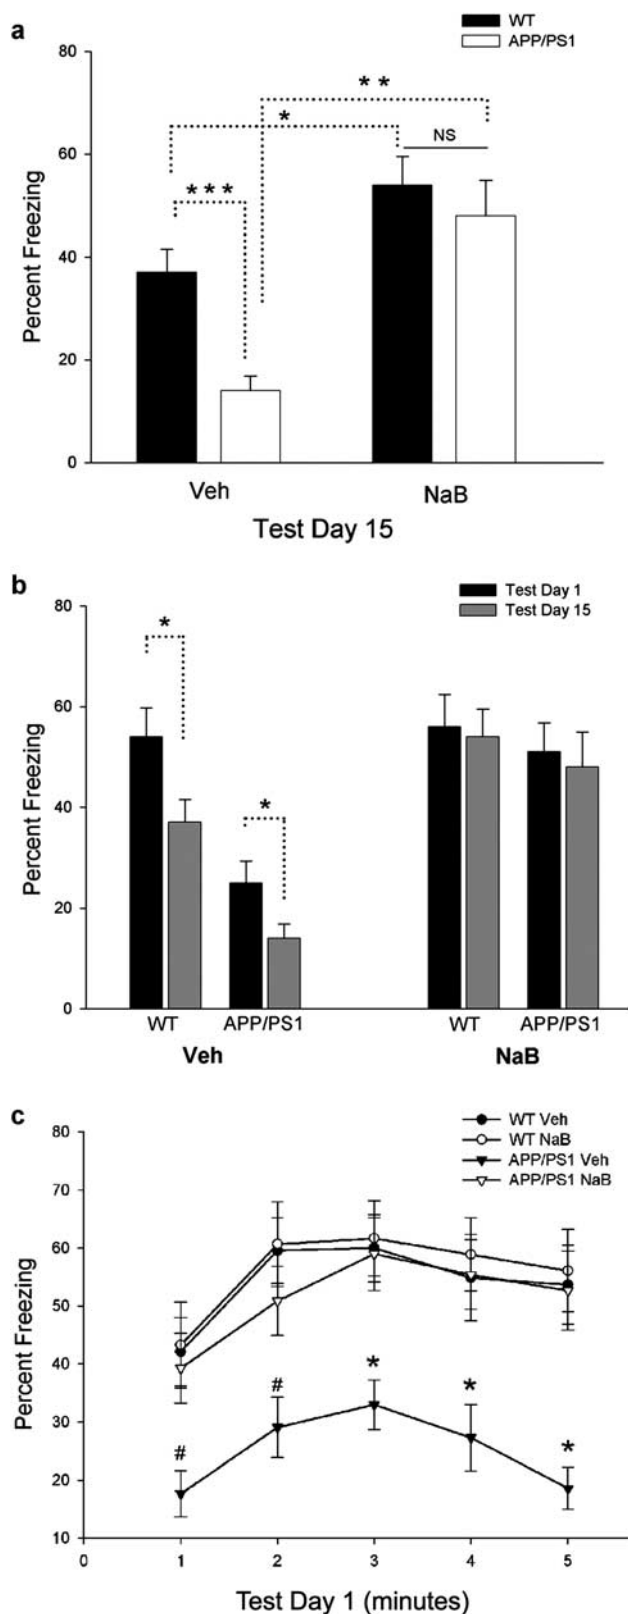 a
WT
APP/PS1
80
60
40
20
0
Percent Freezing
* *
*
NS
* * *
Veh NaB
Test Day 15
b
Test Day 1
Test Day 15
80
60
40
20
0
Percent Freezing
*
*
WT APP/PS1 WT APP/PS1
Veh NaB
c
WT Veh
WT NaB
APP/PS1 Veh
APP/PS1 NaB
80
70
60
50
40
30
20
10
Percent Freezing
# # * * *
0 1 2 3 4 5
Test Day 1 (minutes)